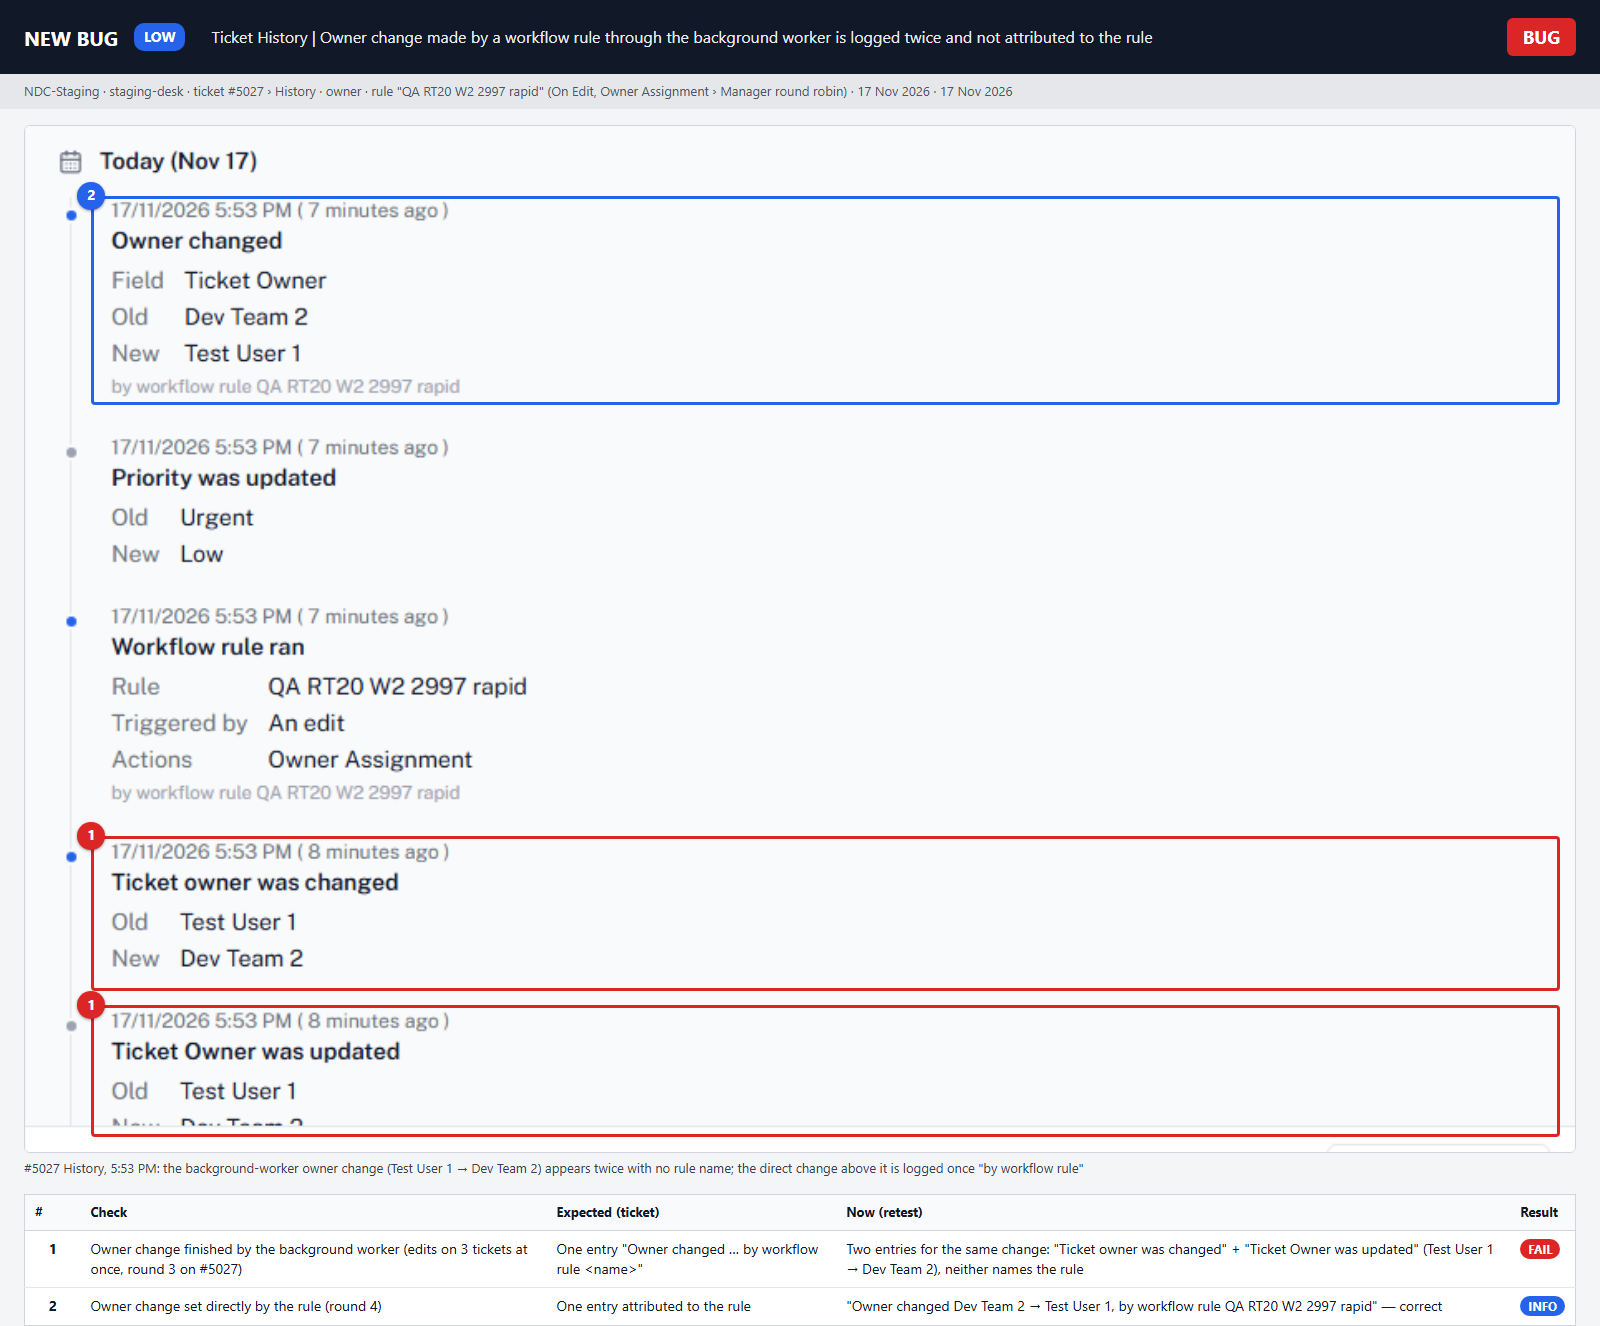 NEW BUG LOW Ticket History | Owner change made by a workflow rule through the background worker is logged twice and not attributed to the rule BUG
NDC-Staging · staging-desk · ticket #5027 › History · owner · rule "QA RT20 W2 2997 rapid" (On Edit, Owner Assignment › Manager round robin) · 17 Nov 2026 · 17 Nov 2026
Today (Nov 17)
2
17/11/2026 5:53 PM ( 7 minutes ago )
Owner changed
Field Ticket Owner
Old Dev Team 2
New Test User 1
by workflow rule QA RT20 W2 2997 rapid
17/11/2026 5:53 PM ( 7 minutes ago )
Priority was updated
Old Urgent
New Low
17/11/2026 5:53 PM ( 7 minutes ago )
Workflow rule ran
Rule QA RT20 W2 2997 rapid
Triggered by An edit
Actions Owner Assignment
by workflow rule QA RT20 W2 2997 rapid
1
17/11/2026 5:53 PM ( 8 minutes ago )
Ticket owner was changed
Old Test User 1
New Dev Team 2
1
17/11/2026 5:53 PM ( 8 minutes ago )
Ticket Owner was updated
Old Test User 1
New Dev Team 2
#5027 History, 5:53 PM: the background-worker owner change (Test User 1 → Dev Team 2) appears twice with no rule name; the direct change above it is logged once "by workflow rule"
# Check Expected (ticket) Now (retest) Result
1 Owner change finished by the background worker (edits on 3 tickets at once, round 3 on #5027) One entry "Owner changed ... by workflow rule <name>" Two entries for the same change: "Ticket owner was changed" + "Ticket Owner was updated" (Test User 1 → Dev Team 2), neither names the rule FAIL
2 Owner change set directly by the rule (round 4) One entry attributed to the rule "Owner changed Dev Team 2 → Test User 1, by workflow rule QA RT20 W2 2997 rapid" — correct INFO